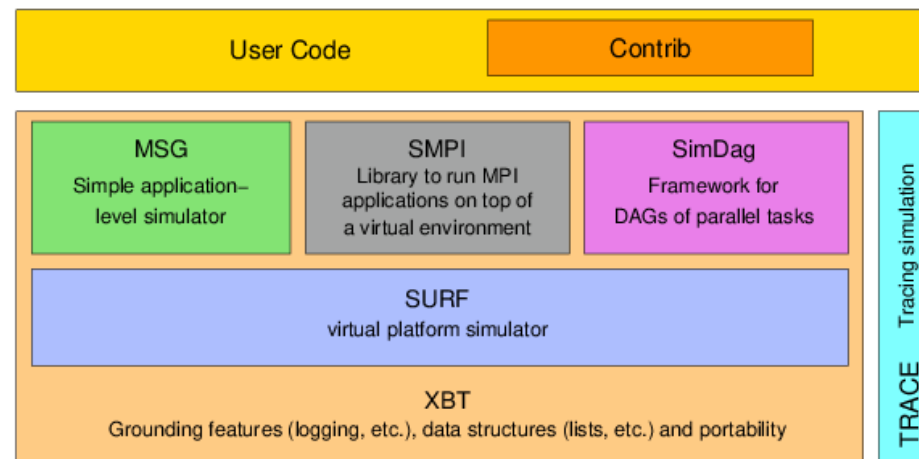 User Code
Contrib
MSG
Simple application–
level simulator
SMPI
Library to run MPI
applications on top of
a virtual environment
SimDag
Framework for
DAGs of parallel tasks
SURF
virtual platform simulator
XBT
Grounding features (logging, etc.), data structures (lists, etc.) and portability
TRACE Tracing simulation